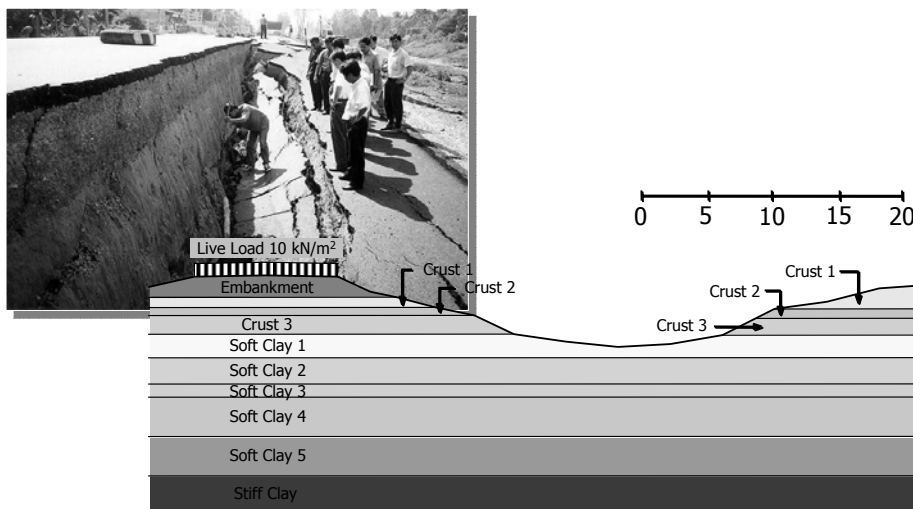 0 5 10 15 20
Live Load 10 kN/m²
Embankment
Crust 1
Crust 2
Crust 3
Crust 1
Crust 2
Crust 3
Soft Clay 1
Soft Clay 2
Soft Clay 3
Soft Clay 4
Soft Clay 5
Stiff Clay